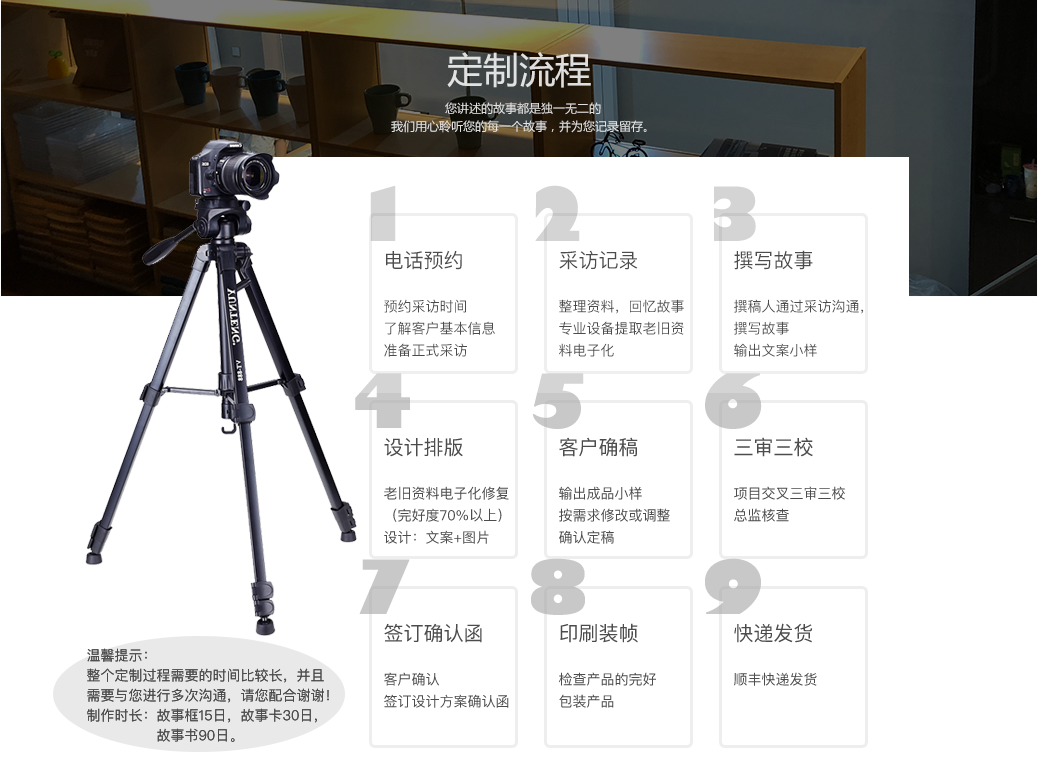 定制流程
您讲述的故事都是独一无二的
我们用心聆听您的每一个故事，并为您记录留存。
YUNTENG
VT-888
1
电话预约
预约采访时间
了解客户基本信息
准备正式采访
2
采访记录
整理资料，回忆故事
专业设备提取老旧资
料电子化
3
撰写故事
撰稿人通过采访沟通，
撰写故事
输出文案小样
4
设计排版
老旧资料电子化修复
（完好度70%以上）
设计：文案+图片
5
客户确稿
输出成品小样
按需求修改或调整
确认定稿
6
三审三校
项目交叉三审三校
总监核查
7
签订确认函
客户确认
签订设计方案确认函
8
印刷装帧
检查产品的完好
包装产品
9
快递发货
顺丰快递发货
温馨提示：
整个定制过程需要的时间比较长，并且
需要与您进行多次沟通，请您配合谢谢！
制作时长：故事框15日，故事卡30日，
故事书90日。